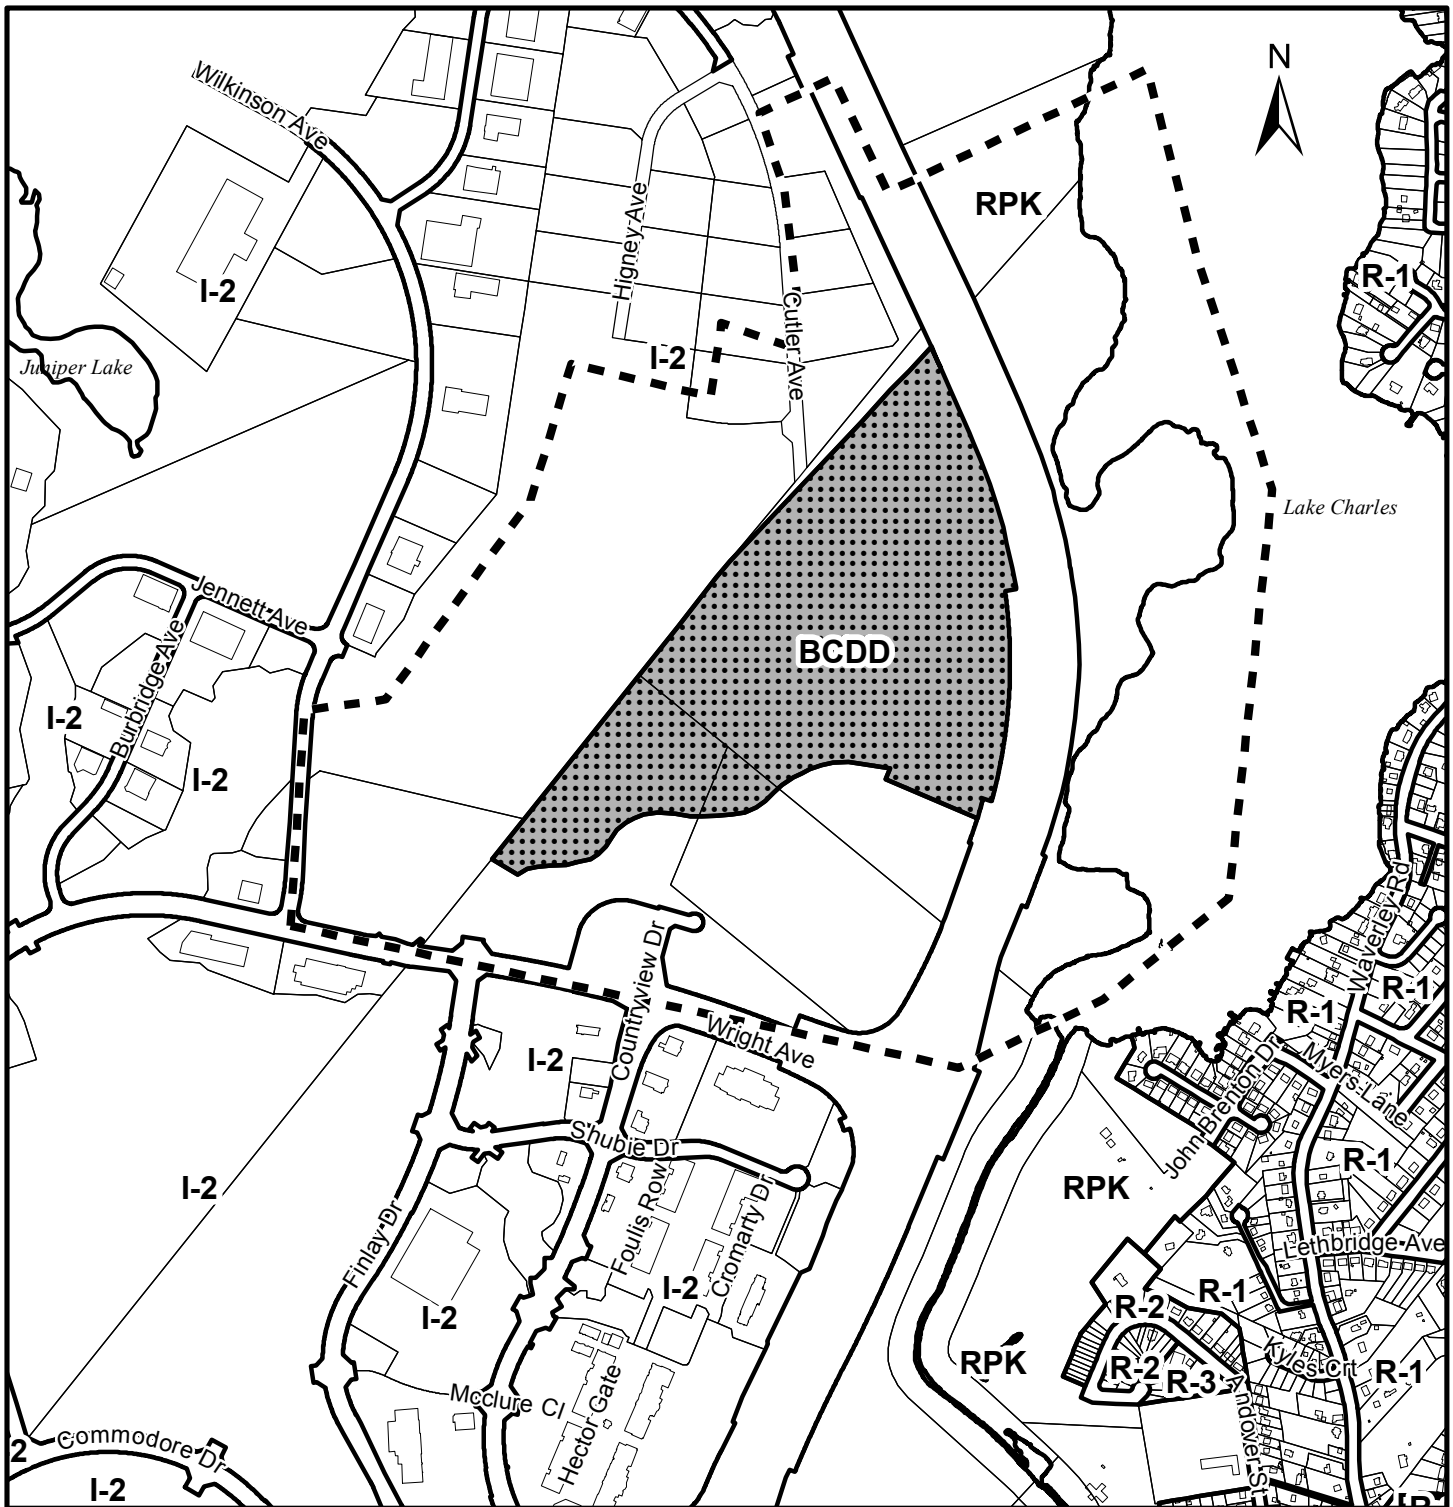 N
Wilkinson Ave
Higney Ave
RPK
R-1
I-2
Cutler Ave
I-2
Juniper Lake
Lake Charles
Jennett Ave
Burbridge Ave
BCDD
I-2
I-2
Waverley Rd
R-1
R-1
Countryview Dr
Wright Ave
I-2
Myers Lane
John Brenton Dr
Shubie Dr
R-1
I-2
RPK
Foulis Row
Cromarty Dr
Finlay Dr
Lethbridge Ave
I-2
R-1
I-2
R-2
RPK
R-2
R-3
Kyles Crt
R-1
Mcclure Cl
Hector Gate
Andover St
2
Commodore Dr
I-2